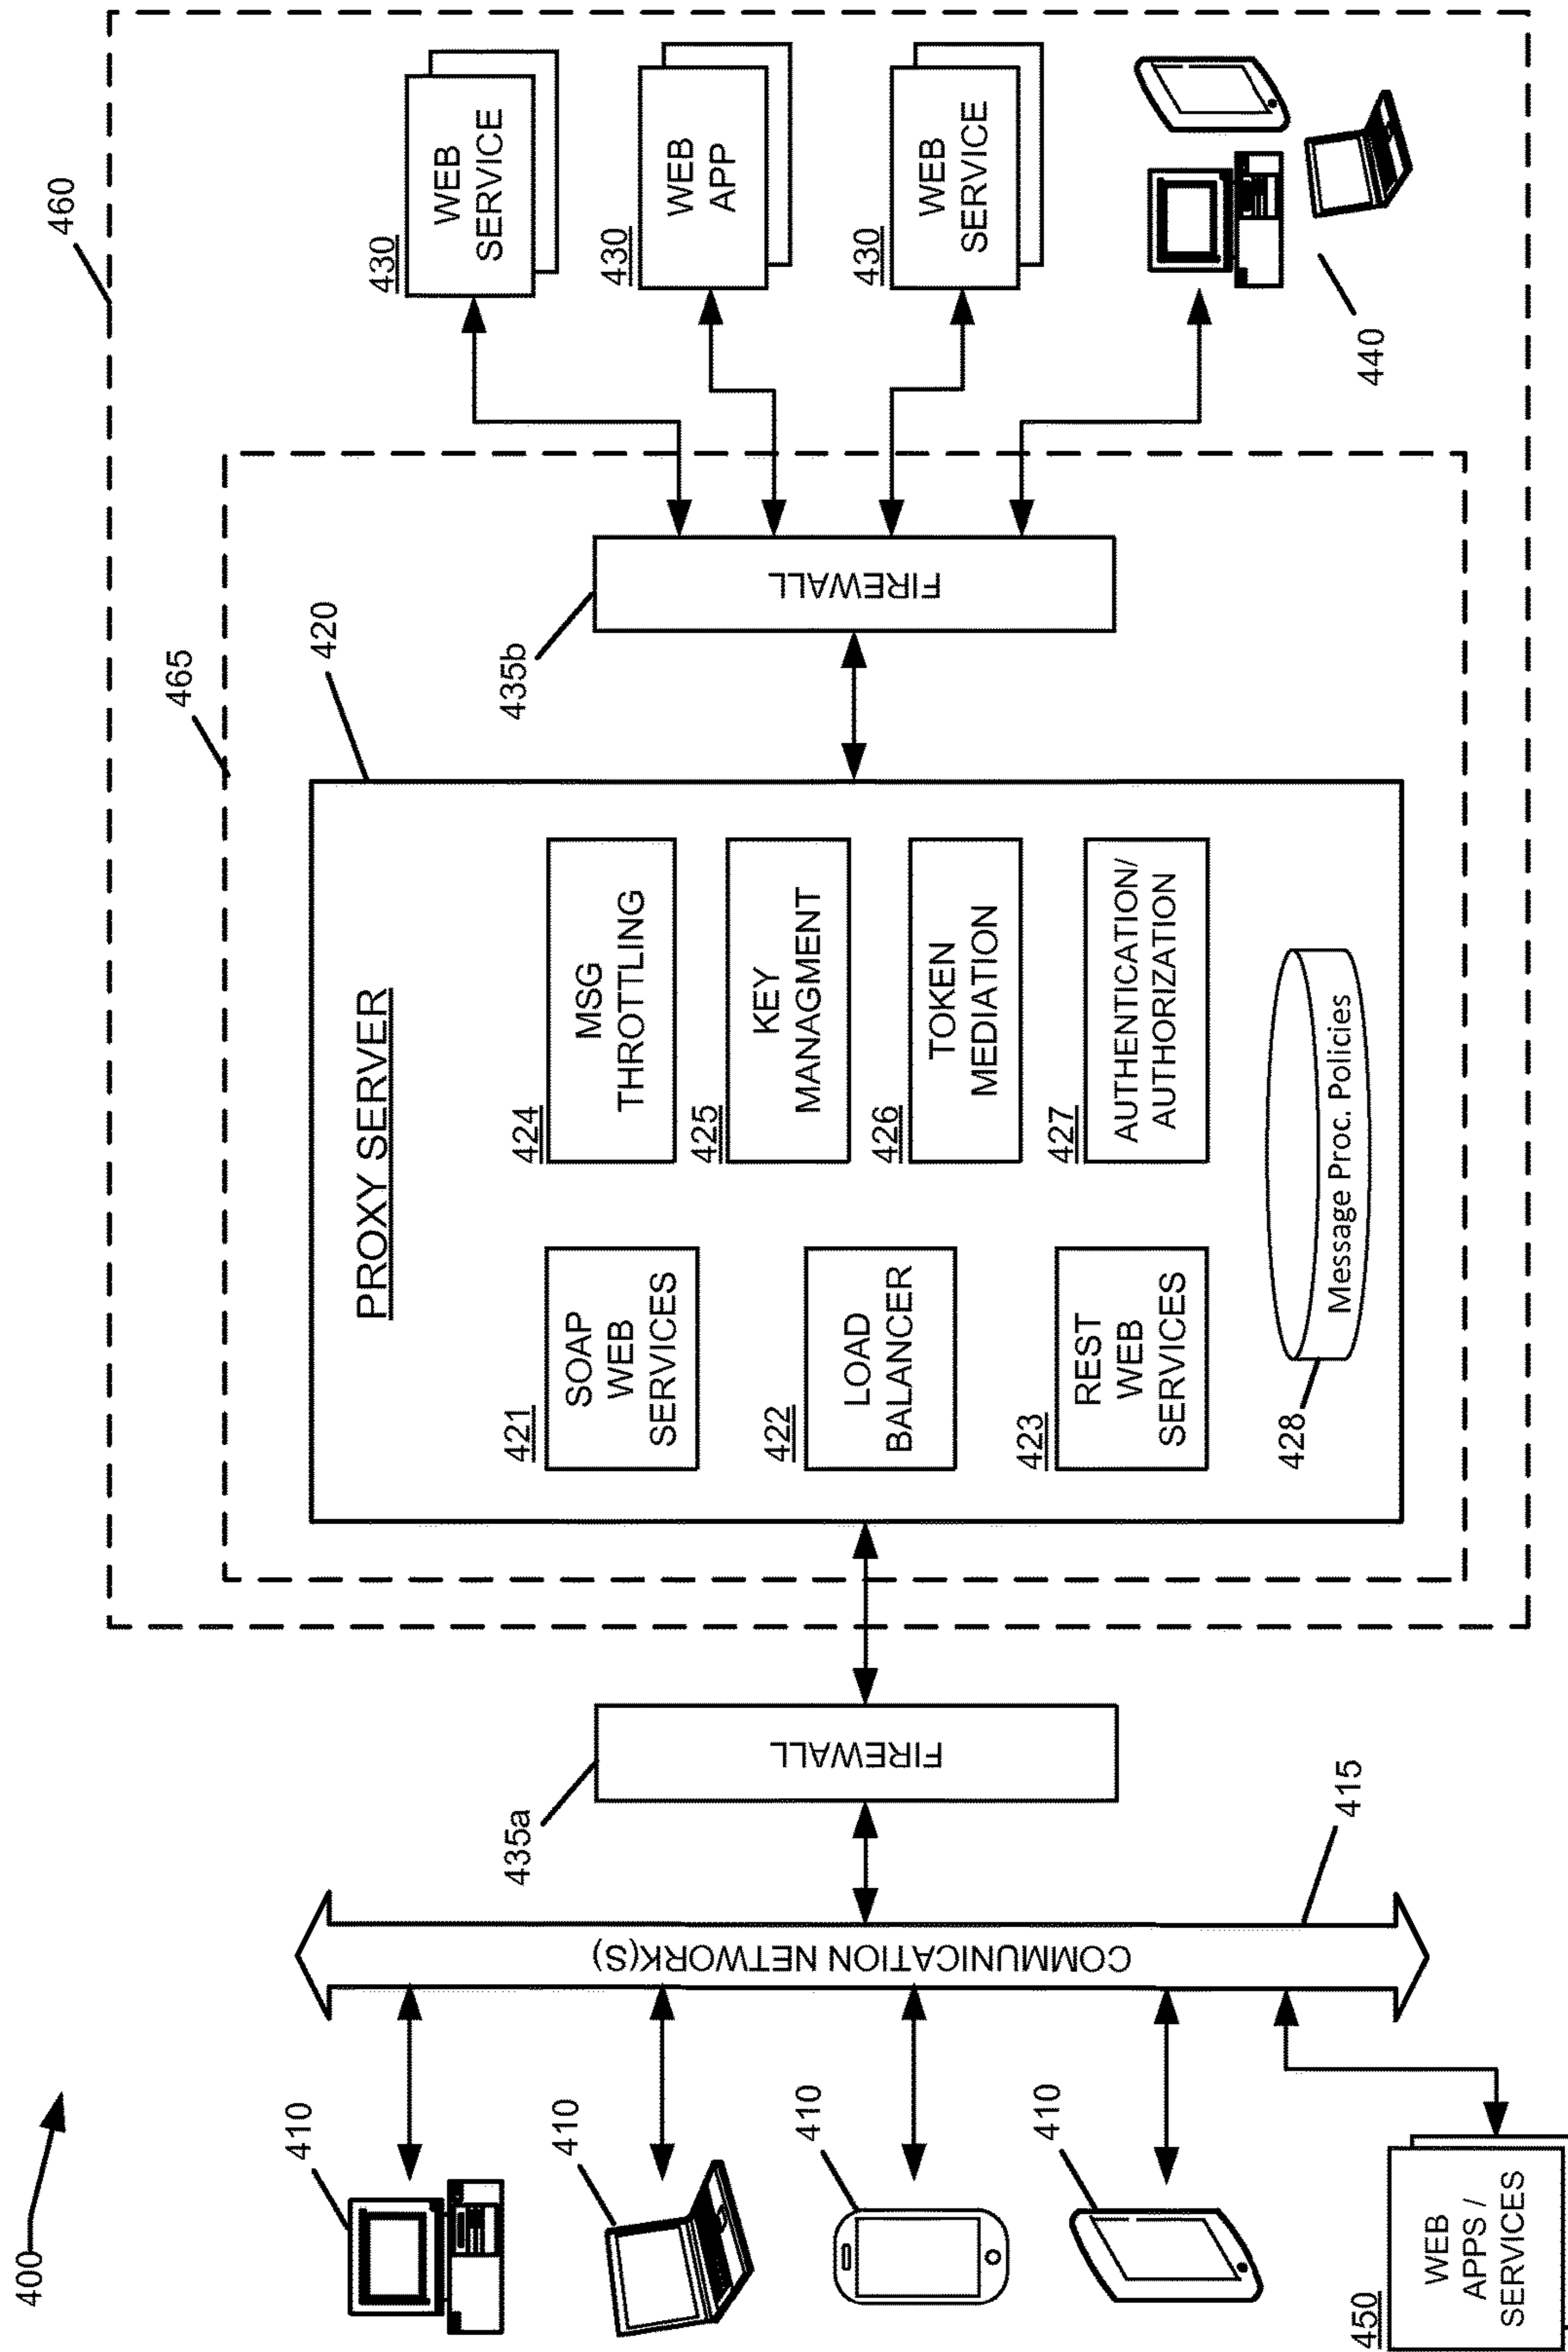 400
410
410
410
410
450
WEB
APPS /
SERVICES
COMMUNICATION NETWORK(S)
415
435a
FIREWALL
460
465
420
PROXY SERVER
421
SOAP
WEB
SERVICES
422
LOAD
BALANCER
423
REST
WEB
SERVICES
424
MSG
THROTTLING
425
KEY
MANAGMENT
426
TOKEN
MEDIATION
427
AUTHENTICATION/
AUTHORIZATION
428
Message Proc. Policies
435b
FIREWALL
430
WEB
SERVICE
430
WEB
APP
430
WEB
SERVICE
440